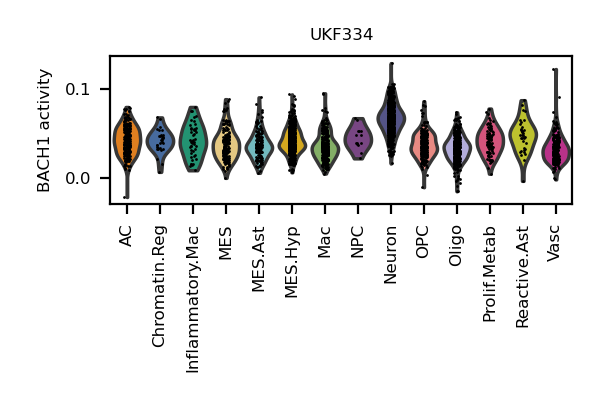 UKF334
BACH1 activity
0.1
0.0
AC
Chromatin.Reg
Inflammatory.Mac
MES
MES.Ast
MES.Hyp
Mac
NPC
Neuron
OPC
Oligo
Prolif.Metab
Reactive.Ast
Vasc